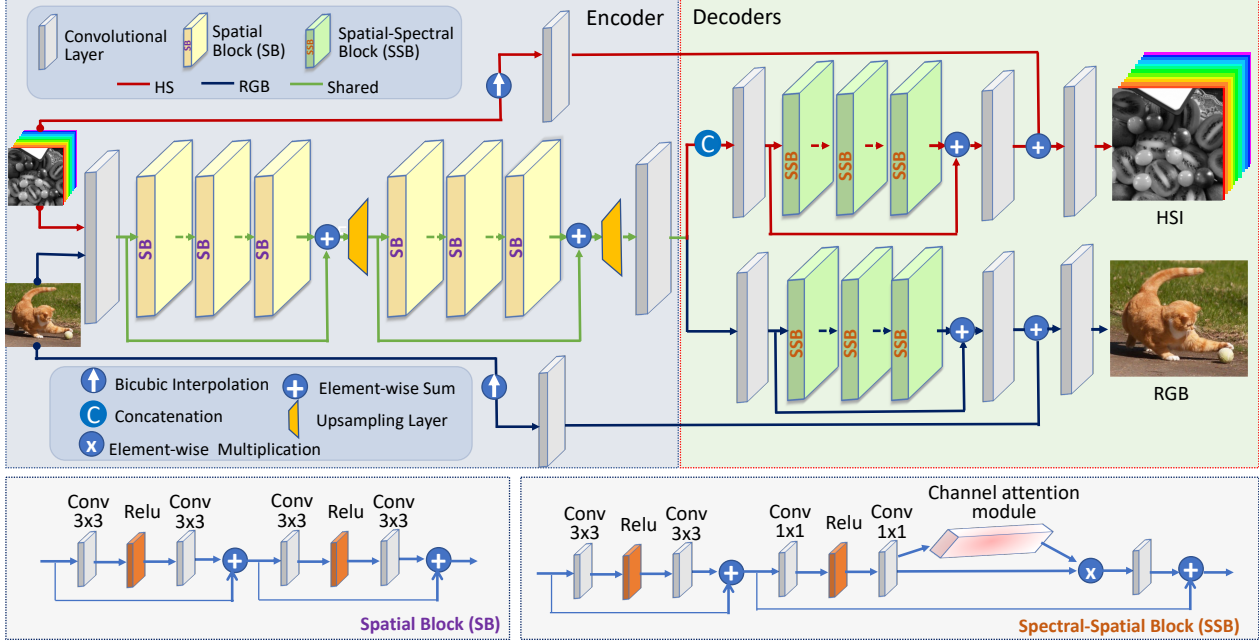 Encoder
Decoders
Convolutional
Layer
SB
Spatial
Block (SB)
SSB
Spatial-Spectral
Block (SSB)
HS
RGB
Shared
C
SSB
SSB
SSB
HSI
SB
SB
SB
SB
SB
SB
SSB
SSB
SSB
RGB
Bicubic Interpolation
Element-wise Sum
C
Concatenation
Upsampling Layer
x
Element-wise Multiplication
Conv
3x3
Relu
Conv
3x3
Conv
3x3
Relu
Conv
3x3
Spatial Block (SB)
Conv
3x3
Relu
Conv
3x3
Conv
1x1
Relu
Conv
1x1
Channel attention
module
x
Spectral-Spatial Block (SSB)